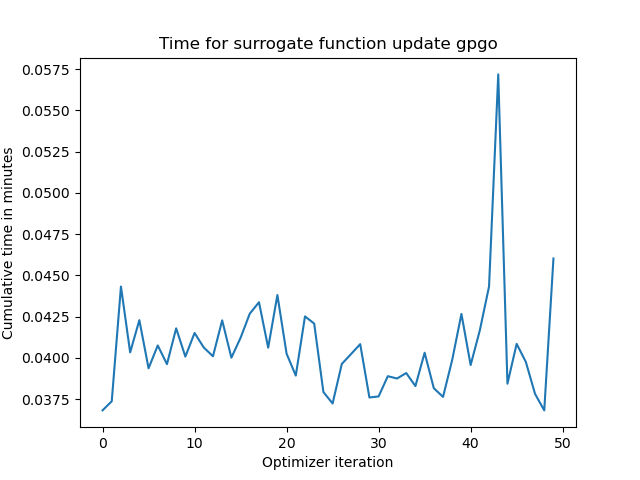 Time for surrogate function update gpgo
0.0575
0.0550
0.0525
0.0500
0.0475
0.0450
0.0425
0.0400
0.0375
Cumulative time in minutes
0 10 20 30 40 50
Optimizer iteration